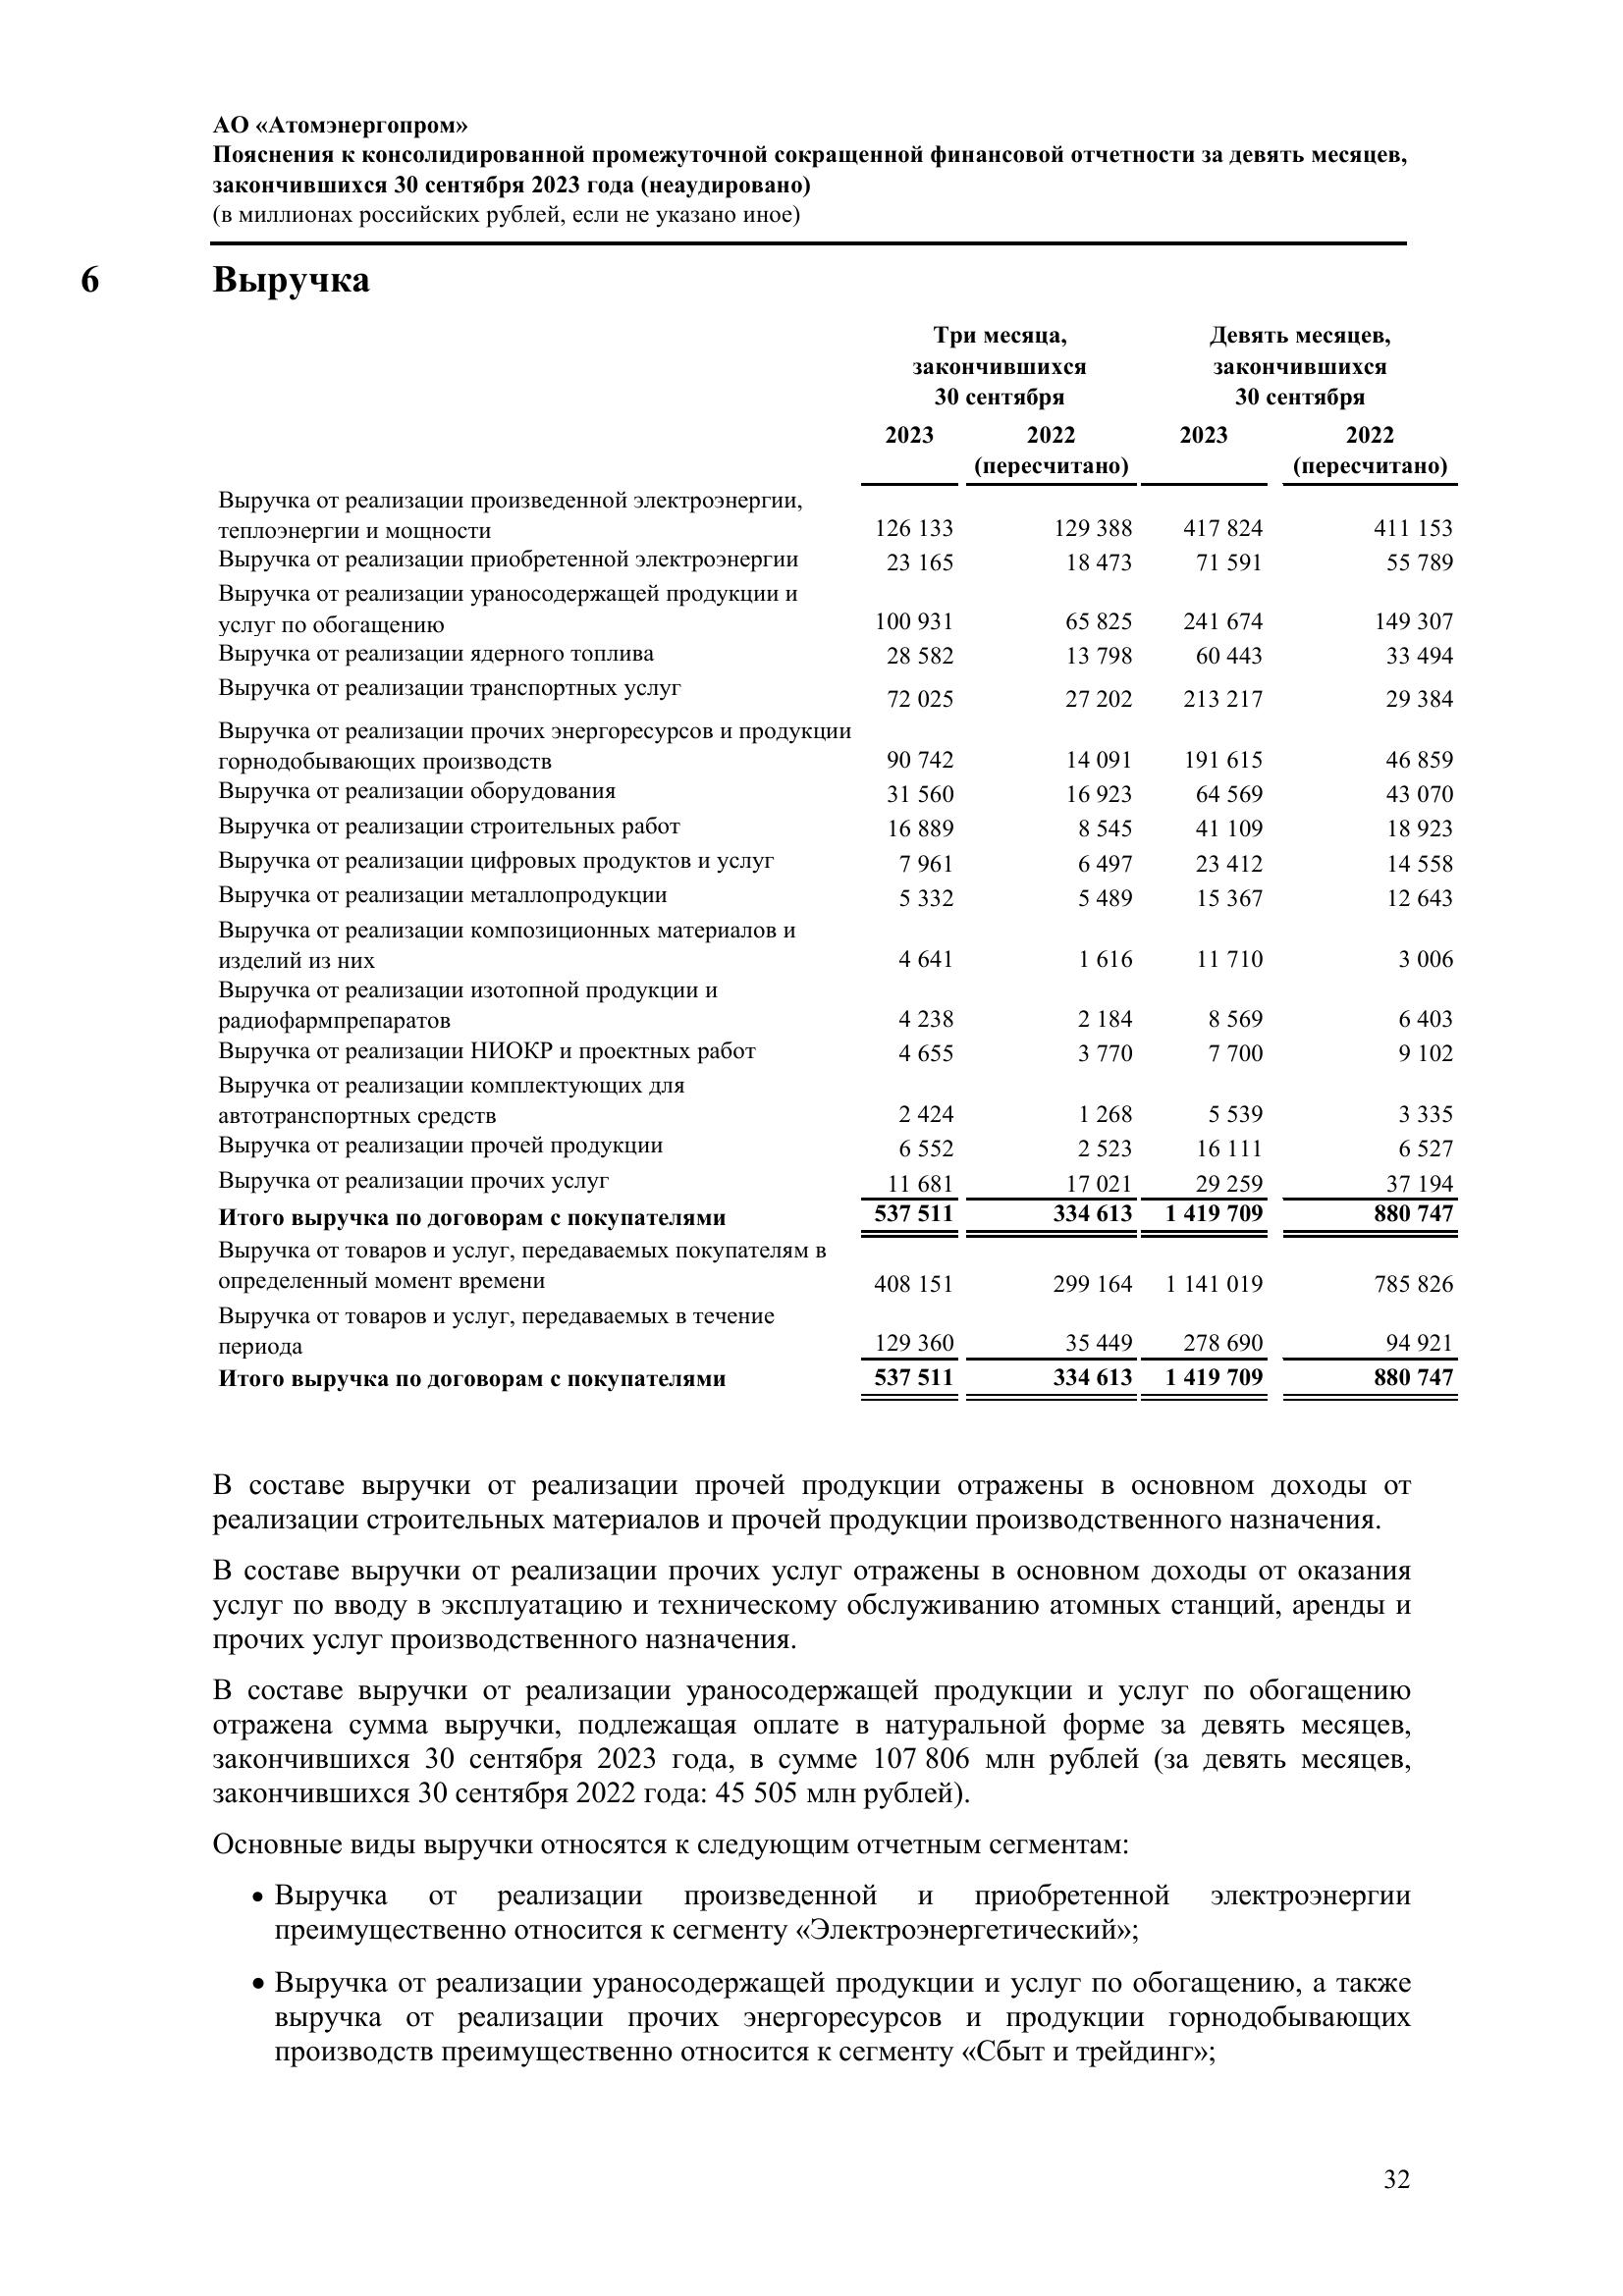 АО «Атомэнергопром»
Пояснения к консолидированной промежуточной сокращенной финансовой отчетности за девять месяцев,
закончившихся 30 сентября 2023 года (неаудировано)
(в миллионах российских рублей, если не указано иное)
6 Выручка
Три месяца, Девять месяцев,
закончившихся закончившихся
30 сентября 30 сентября
2023 2022 2023 2022
(пересчитано) (пересчитано)
Выручка от реализации произведенной электроэнергии,
теплоэнергии и мощности 126 133 129 388 417 824 411 153
Выручка от реализации приобретенной электроэнергии 23 165 18 473 71 591 55 789
Выручка от реализации ураносодержащей продукции и
услуг по обогащению 100 931 65 825 241 674 149 307
Выручка от реализации ядерного топлива 28 582 13 798 60 443 33 494
Выручка от реализации транспортных услуг 72 025 27 202 213 217 29 384
Выручка от реализации прочих энергоресурсов и продукции
горнодобывающих производств 90 742 14 091 191 615 46 859
Выручка от реализации оборудования 31 560 16 923 64 569 43 070
Выручка от реализации строительных работ 16 889 8 545 41 109 18 923
Выручка от реализации цифровых продуктов и услуг 7 961 6 497 23 412 14 558
Выручка от реализации металлопродукции 5 332 5 489 15 367 12 643
Выручка от реализации композиционных материалов и
изделий из них 4 641 1 616 11 710 3 006
Выручка от реализации изотопной продукции и
радиофармпрепаратов 4 238 2 184 8 569 6 403
Выручка от реализации НИОКР и проектных работ 4 655 3 770 7 700 9 102
Выручка от реализации комплектующих для
автотранспортных средств 2 424 1 268 5 539 3 335
Выручка от реализации прочей продукции 6 552 2 523 16 111 6 527
Выручка от реализации прочих услуг 11 681 17 021 29 259 37 194
Итого выручка по договорам с покупателями 537 511 334 613 1 419 709 880 747
Выручка от товаров и услуг, передаваемых покупателям в
определенный момент времени 408 151 299 164 1 141 019 785 826
Выручка от товаров и услуг, передаваемых в течение
периода 129 360 35 449 278 690 94 921
Итого выручка по договорам с покупателями 537 511 334 613 1 419 709 880 747
В составе выручки от реализации прочей продукции отражены в основном доходы от
реализации строительных материалов и прочей продукции производственного назначения.
В составе выручки от реализации прочих услуг отражены в основном доходы от оказания
услуг по вводу в эксплуатацию и техническому обслуживанию атомных станций, аренды и
прочих услуг производственного назначения.
В составе выручки от реализации ураносодержащей продукции и услуг по обогащению
отражена сумма выручки, подлежащая оплате в натуральной форме за девять месяцев,
закончившихся 30 сентября 2023 года, в сумме 107 806 млн рублей (за девять месяцев,
закончившихся 30 сентября 2022 года: 45 505 млн рублей).
Основные виды выручки относятся к следующим отчетным сегментам:
• Выручка от реализации произведенной и приобретенной электроэнергии
преимущественно относится к сегменту «Электроэнергетический»;
• Выручка от реализации ураносодержащей продукции и услуг по обогащению, а также
выручка от реализации прочих энергоресурсов и продукции горнодобывающих
производств преимущественно относится к сегменту «Сбыт и трейдинг»;
32